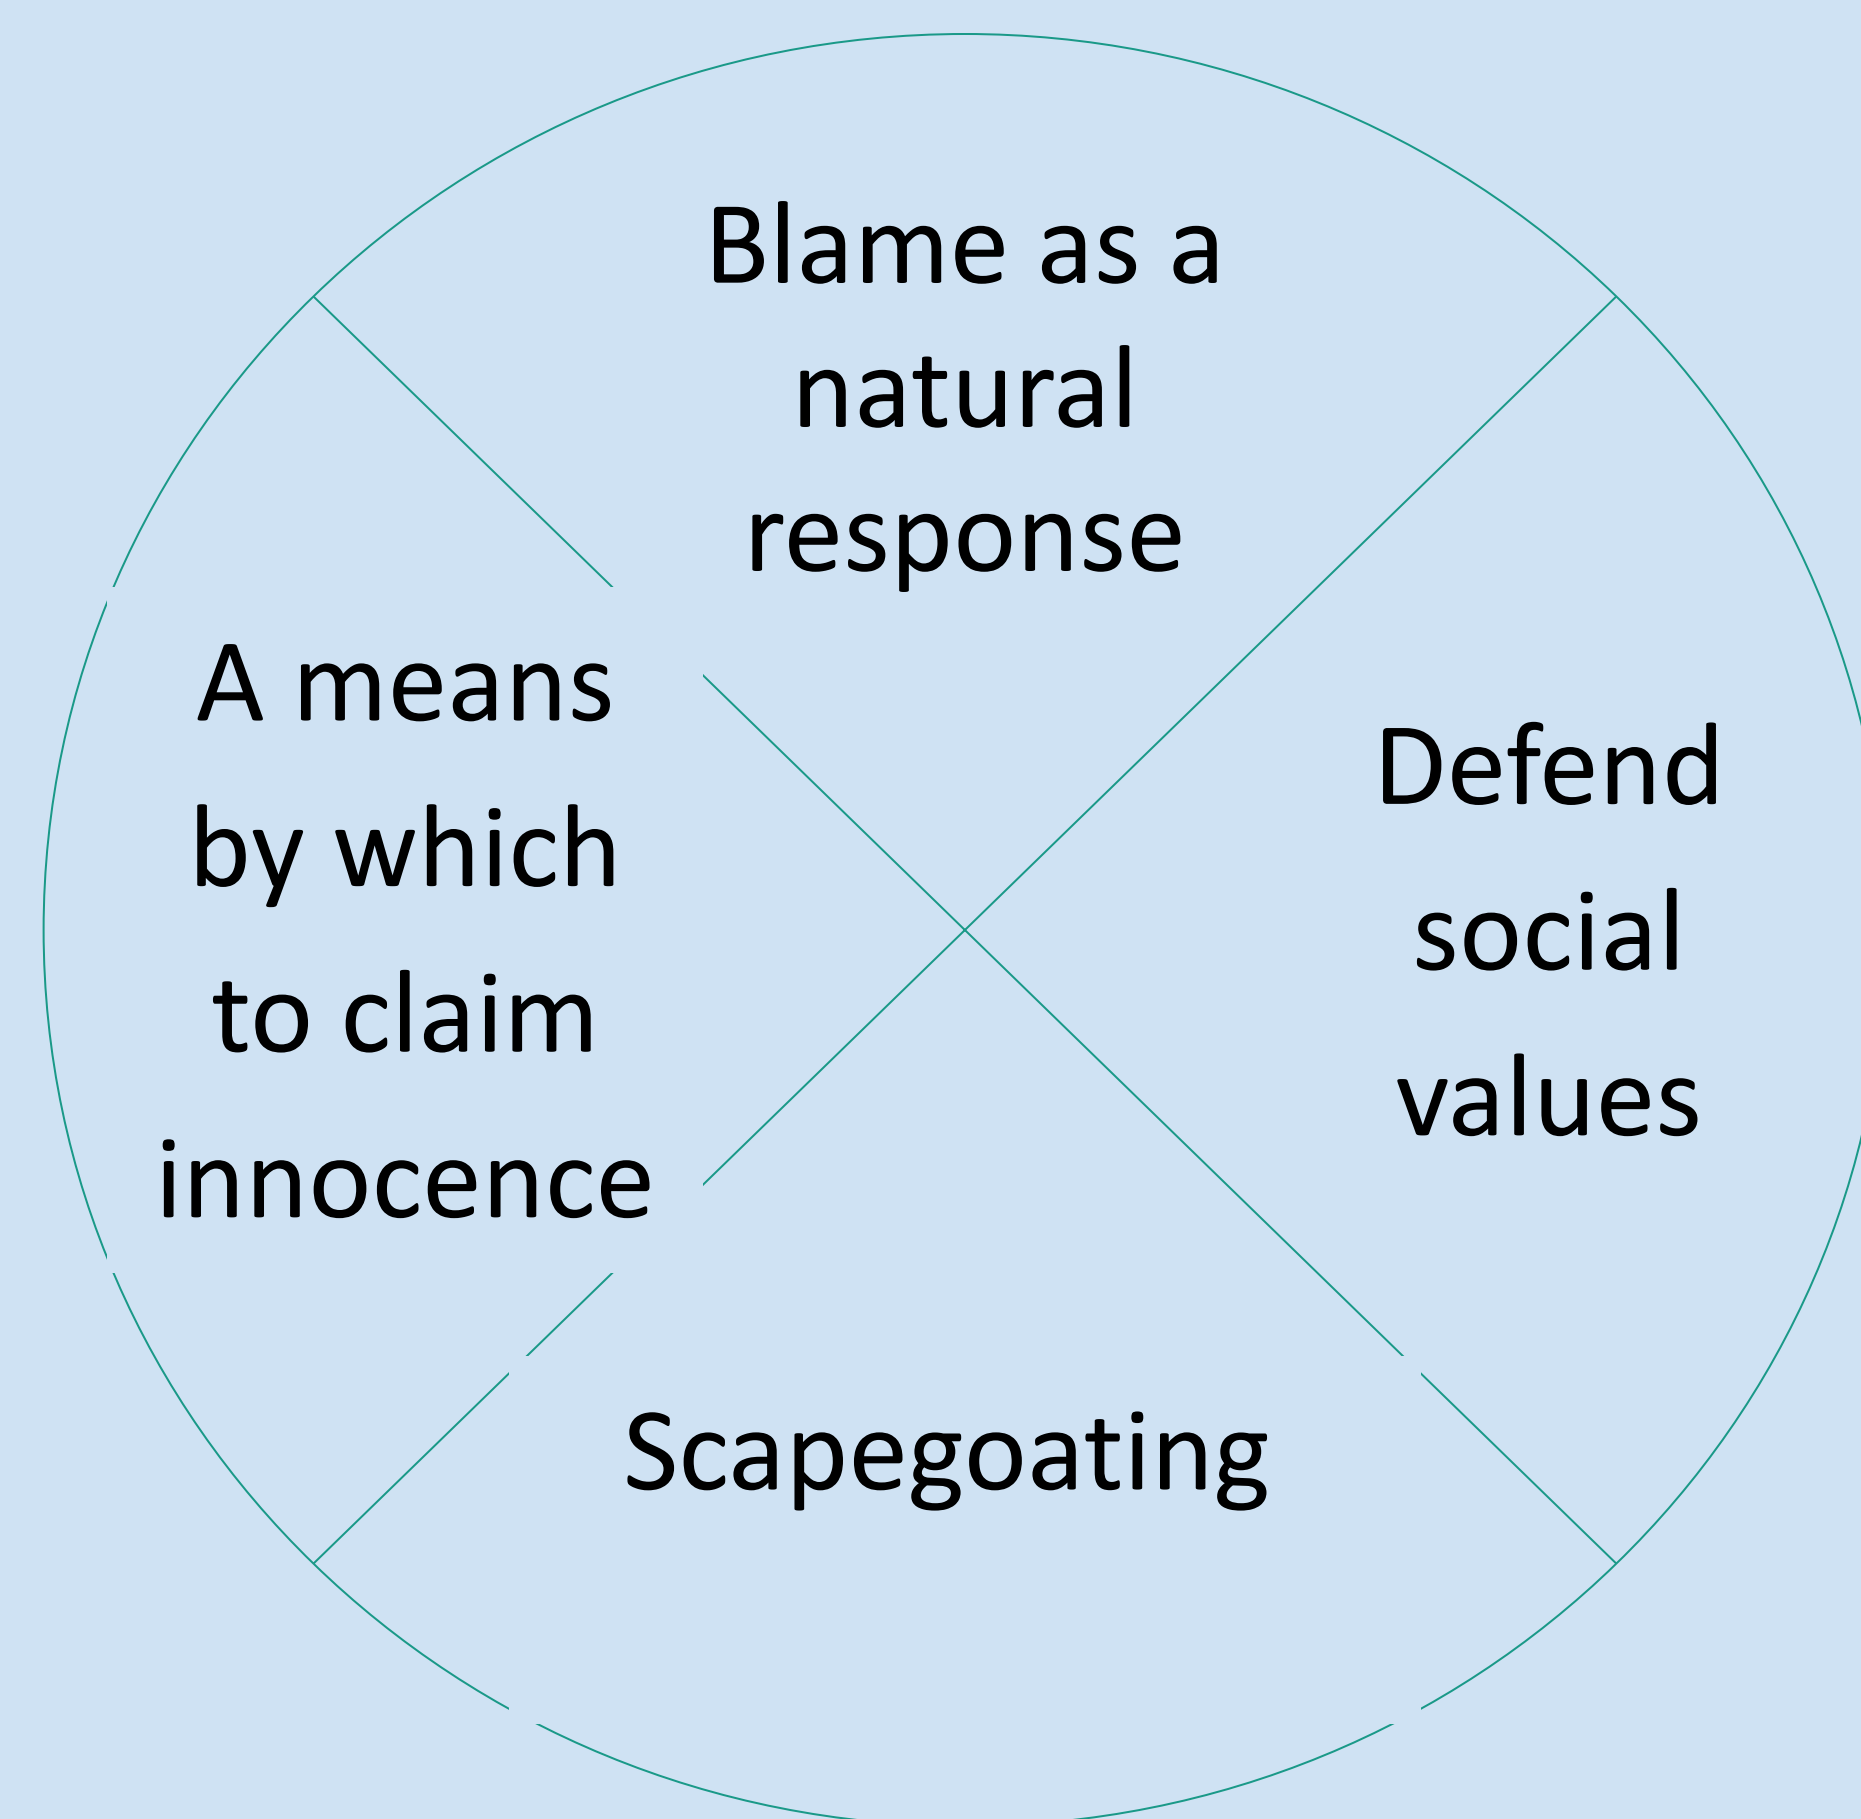 Blame as a
natural
response
A means
by which
to claim
innocence
Defend
social
values
Scapegoating